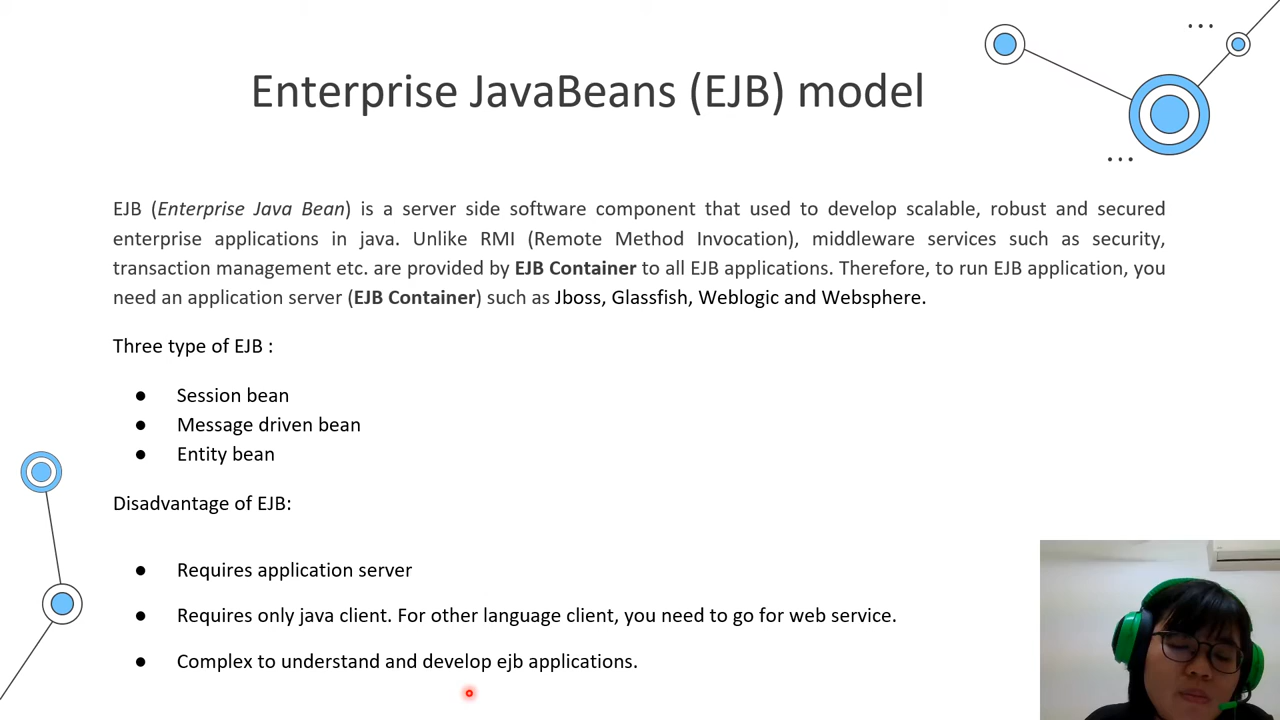 Enterprise JavaBeans (EJB) model
EJB (Enterprise Java Bean) is a server side software component that used to develop scalable, robust and secured
enterprise applications in java. Unlike RMI (Remote Method Invocation), middleware services such as security,
transaction management etc. are provided by EJB Container to all EJB applications. Therefore, to run EJB application, you
need an application server (EJB Container) such as Jboss, Glassfish, Weblogic and Websphere.
Three type of EJB :
● Session bean
● Message driven bean
● Entity bean
Disadvantage of EJB:
● Requires application server
● Requires only java client. For other language client, you need to go for web service.
● Complex to understand and develop ejb applications.